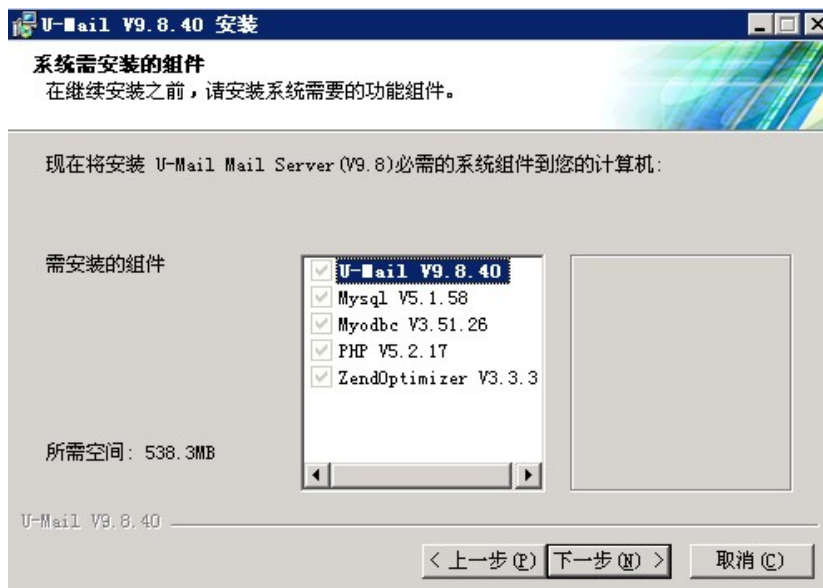 U-Mail V9.8.40 安装
系统需安装的组件
在继续安装之前，请安装系统需要的功能组件。
现在将安装 U-Mail Mail Server(V9.8)必需的系统组件到您的计算机:
需安装的组件
U-Mail V9.8.40
Mysql V5.1.58
Myodbc V3.51.26
PHP V5.2.17
ZendOptimizer V3.3.3
所需空间: 538.3MB
U-Mail V9.8.40
< 上一步(P) 下一步(N) > 取消(C)